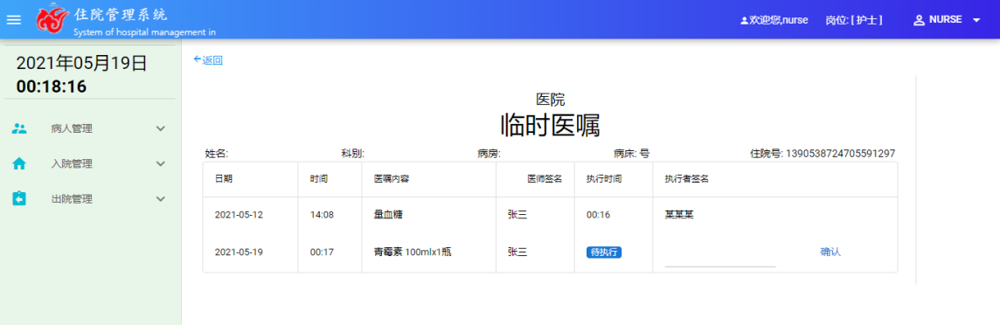 住院管理系统
System of hospital management in
欢迎您,nurse 岗位:[ 护士 ] NURSE
2021年05月19日
00:18:16
病人管理
入院管理
出院管理
返回
医院
临时医嘱
姓名: 科别: 病房: 病床: 号 住院号: 1390538724705591297
日期 时间 医嘱内容 医师签名 执行时间 执行者签名
2021-05-12 14:08 量血糖 张三 00:16 某某某
2021-05-19 00:17 青霉素 100mlx1瓶 张三 待执行 确认